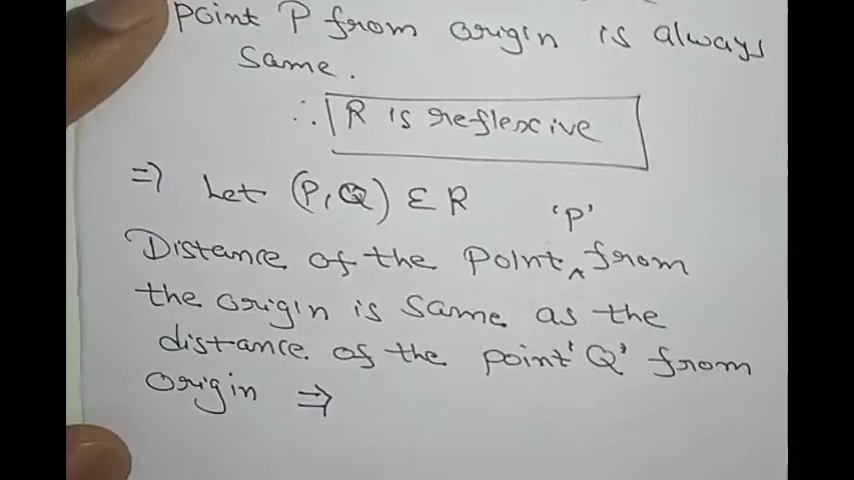 point P from origin is always
same.
∴ R is reflexive
=> Let (P, Q) ∈ R
'P'
Distance of the point ^ from
the origin is same as the
distance of the point 'Q' from
origin =>